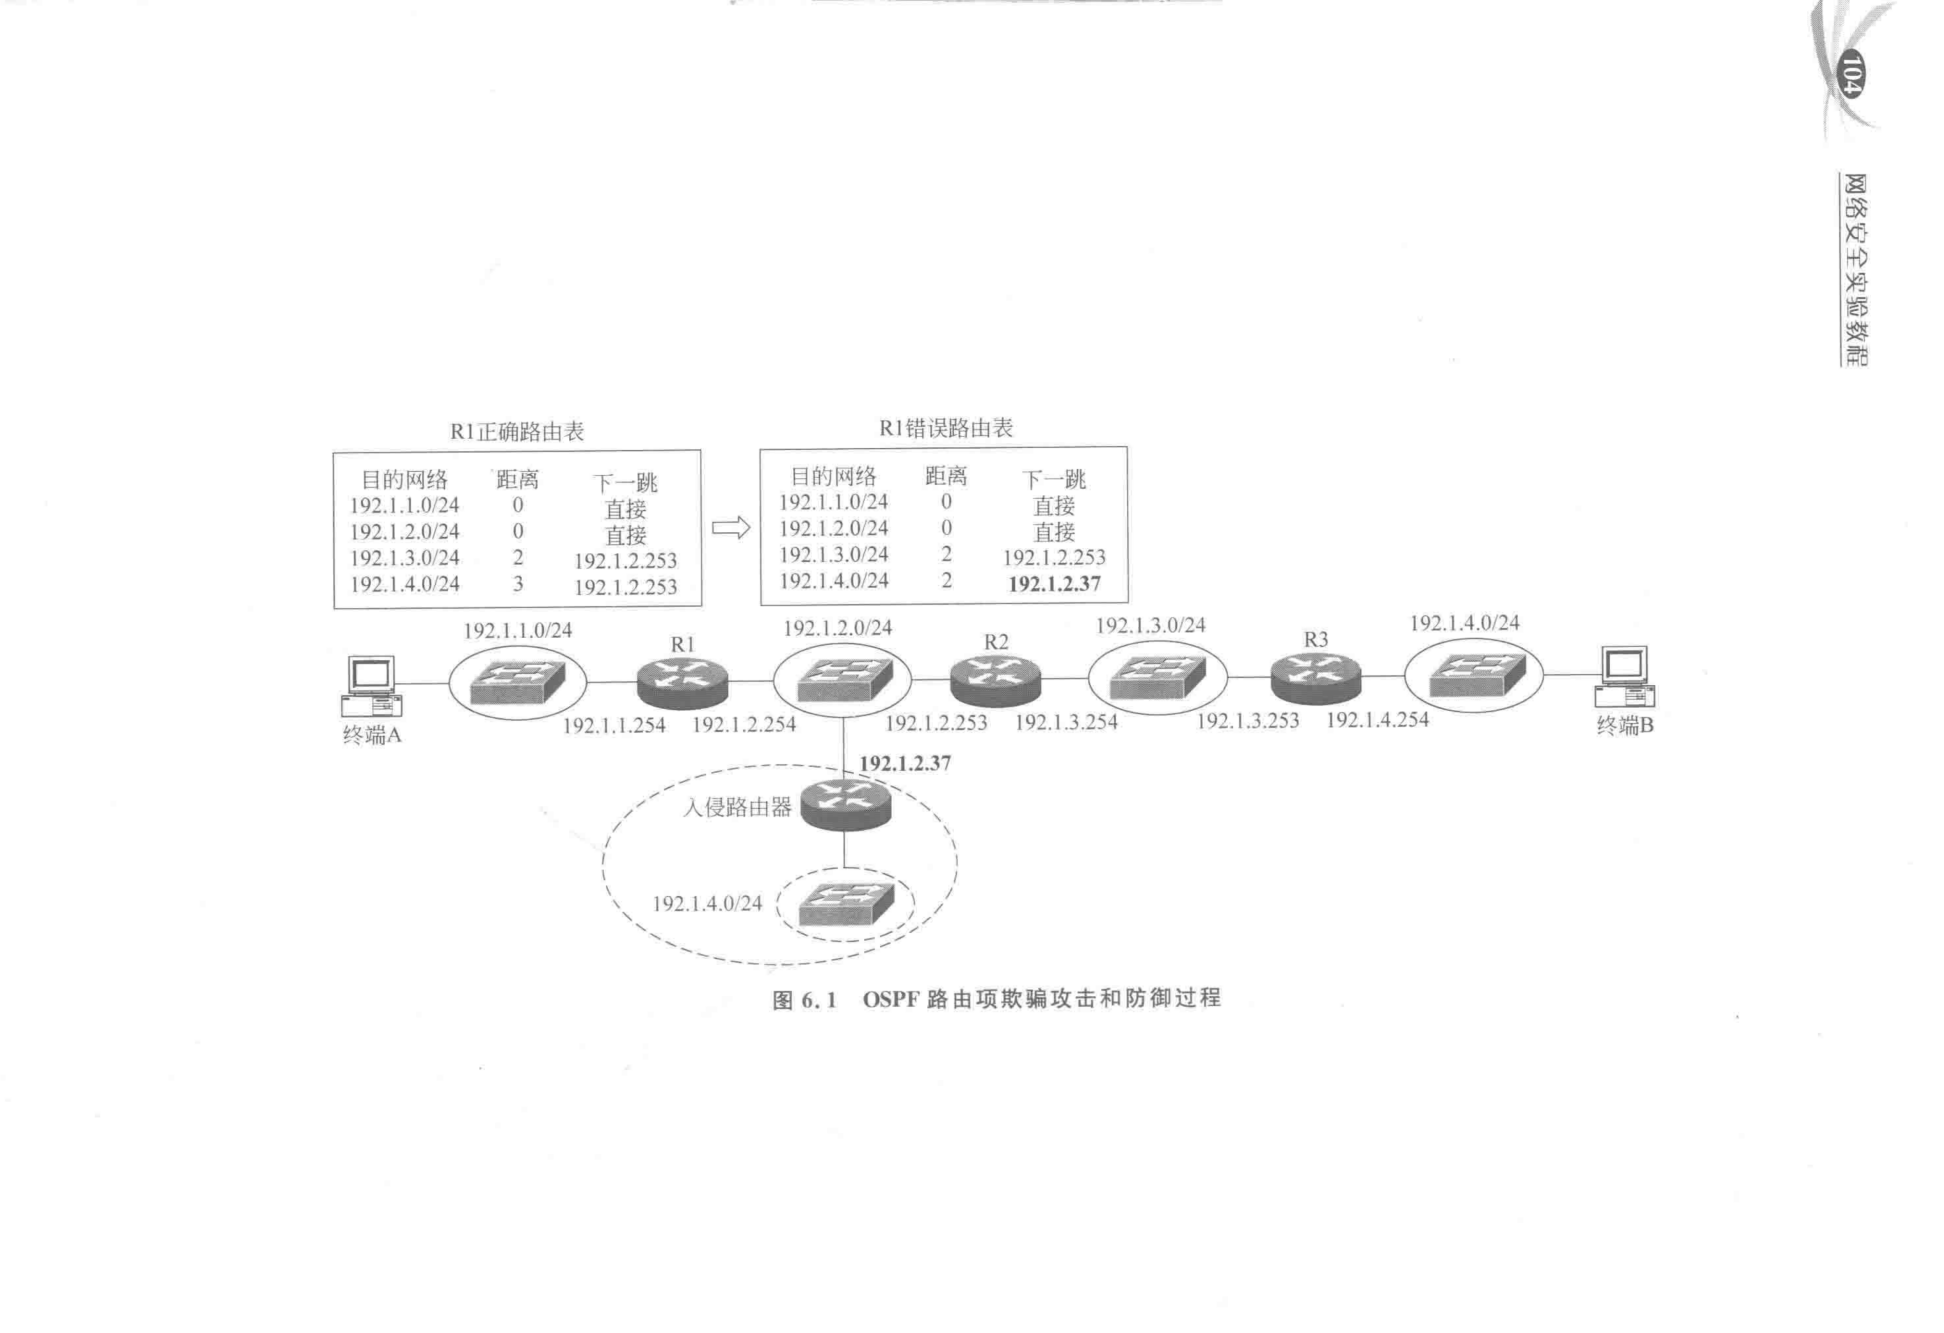 104
网络安全实验教程
R1正确路由表
目的网络 距离 下一跳
192.1.1.0/24 0 直接
192.1.2.0/24 0 直接
192.1.3.0/24 2 192.1.2.253
192.1.4.0/24 3 192.1.2.253
R1错误路由表
目的网络 距离 下一跳
192.1.1.0/24 0 直接
192.1.2.0/24 0 直接
192.1.3.0/24 2 192.1.2.253
192.1.4.0/24 2 192.1.2.37
192.1.1.0/24 R1 192.1.2.0/24 R2 192.1.3.0/24 R3 192.1.4.0/24
192.1.1.254 192.1.2.254 192.1.2.253 192.1.3.254 192.1.3.253 192.1.4.254
终端A 终端B
192.1.2.37
入侵路由器
192.1.4.0/24
图 6.1 OSPF 路由项欺骗攻击和防御过程